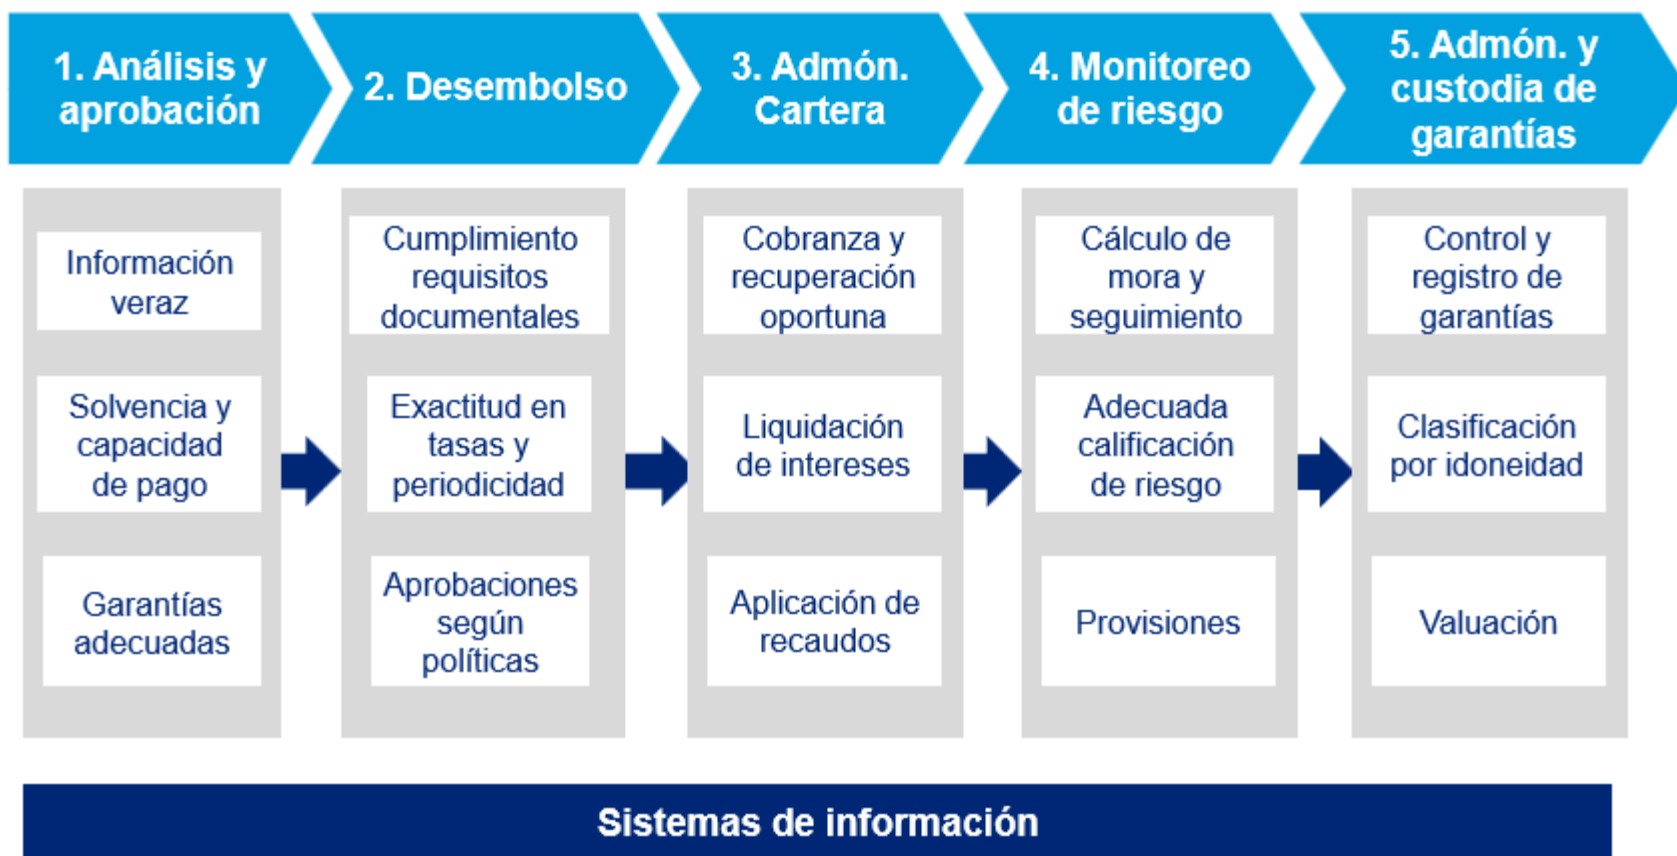 1. Análisis y
aprobación
2. Desembolso
3. Admón.
Cartera
4. Monitoreo
de riesgo
5. Admón. y
custodia de
garantías
Información
veraz
Solvencia y
capacidad
de pago
Garantías
adecuadas
Cumplimiento
requisitos
documentales
Exactitud en
tasas y
periodicidad
Aprobaciones
según
políticas
Cobranza y
recuperación
oportuna
Liquidación
de intereses
Aplicación de
recaudos
Cálculo de
mora y
seguimiento
Adecuada
calificación
de riesgo
Provisiones
Control y
registro de
garantías
Clasificación
por idoneidad
Valuación
Sistemas de información